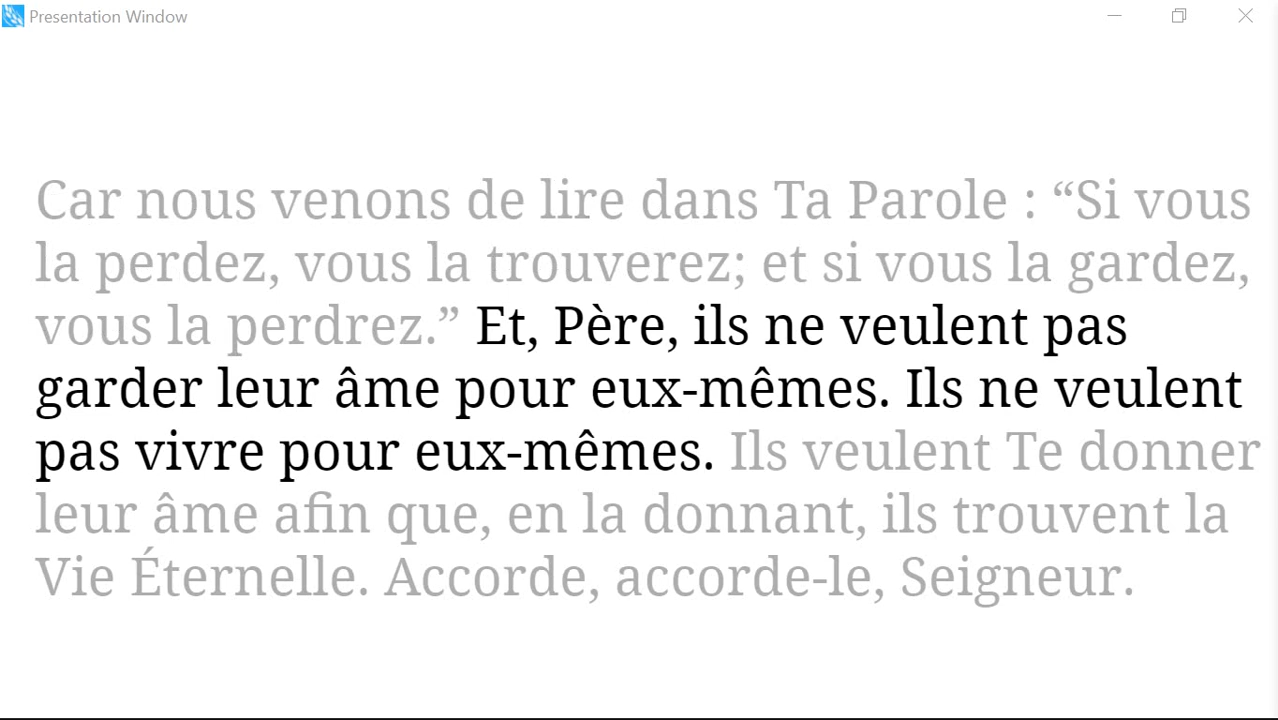 Presentation Window
Car nous venons de lire dans Ta Parole : “Si vous
la perdez, vous la trouverez; et si vous la gardez,
vous la perdrez.” Et, Père, ils ne veulent pas
garder leur âme pour eux-mêmes. Ils ne veulent
pas vivre pour eux-mêmes. Ils veulent Te donner
leur âme afin que, en la donnant, ils trouvent la
Vie Éternelle. Accorde, accorde-le, Seigneur.